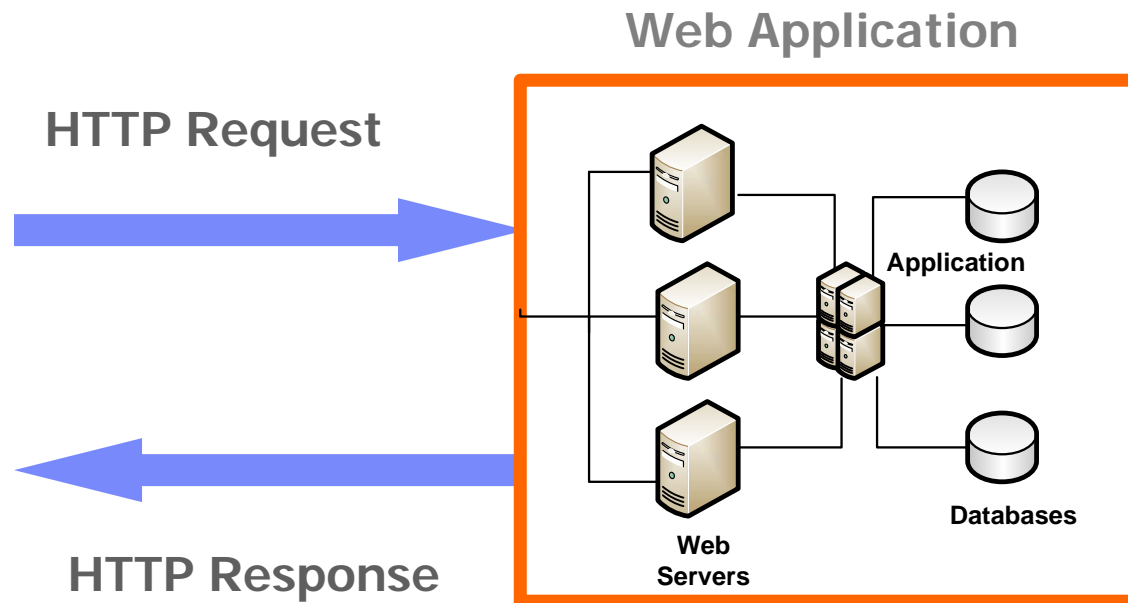 Web Application
HTTP Request
Application
Databases
Web
Servers
HTTP Response